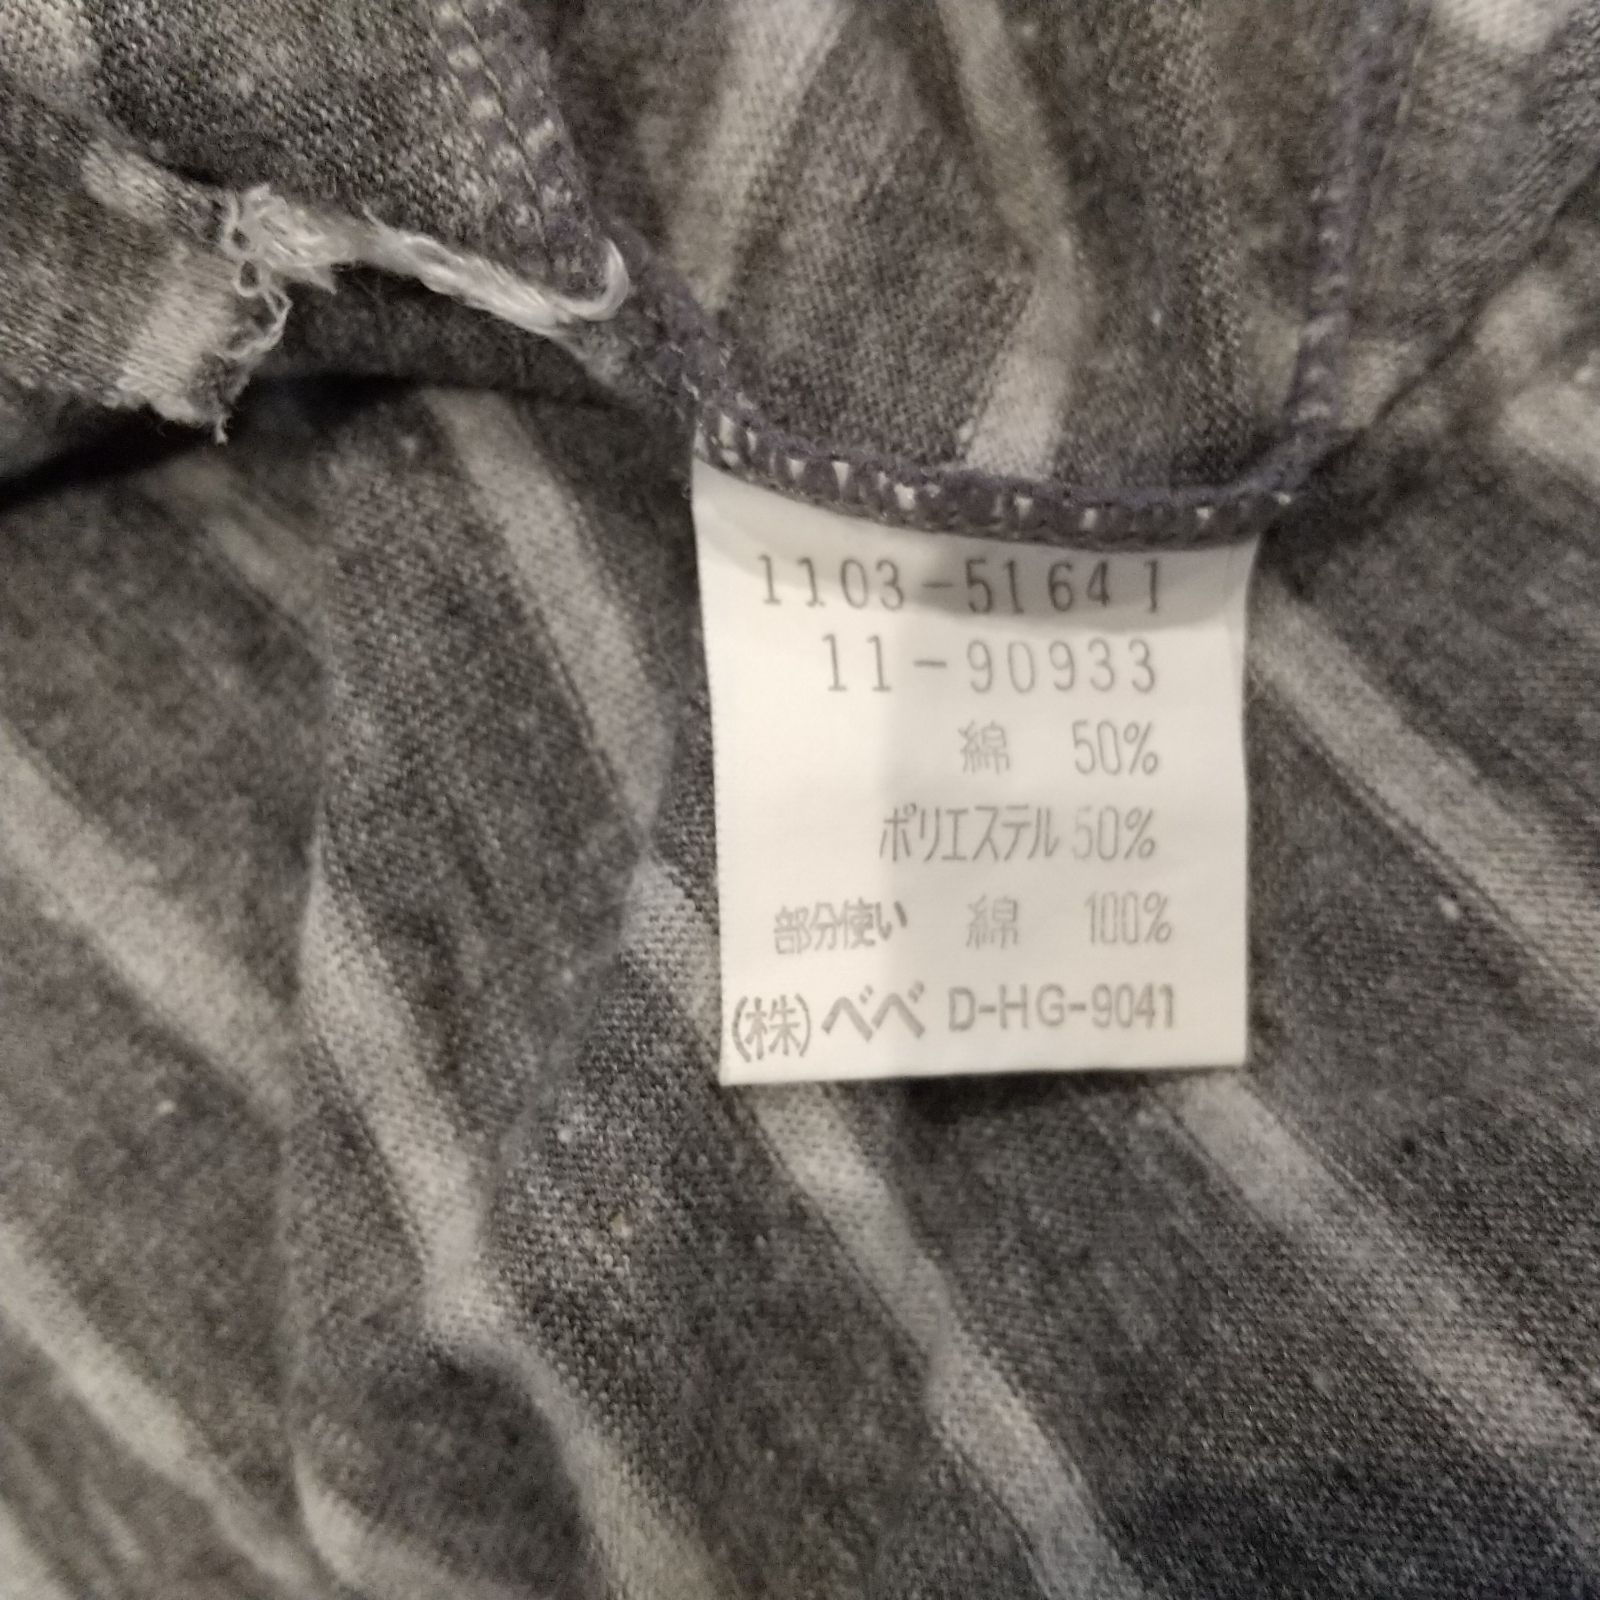 1103-51641
11-90933
綿 50%
ポリエステル 50%
部分使い 綿 100%
(株)べべ D-HG-9041